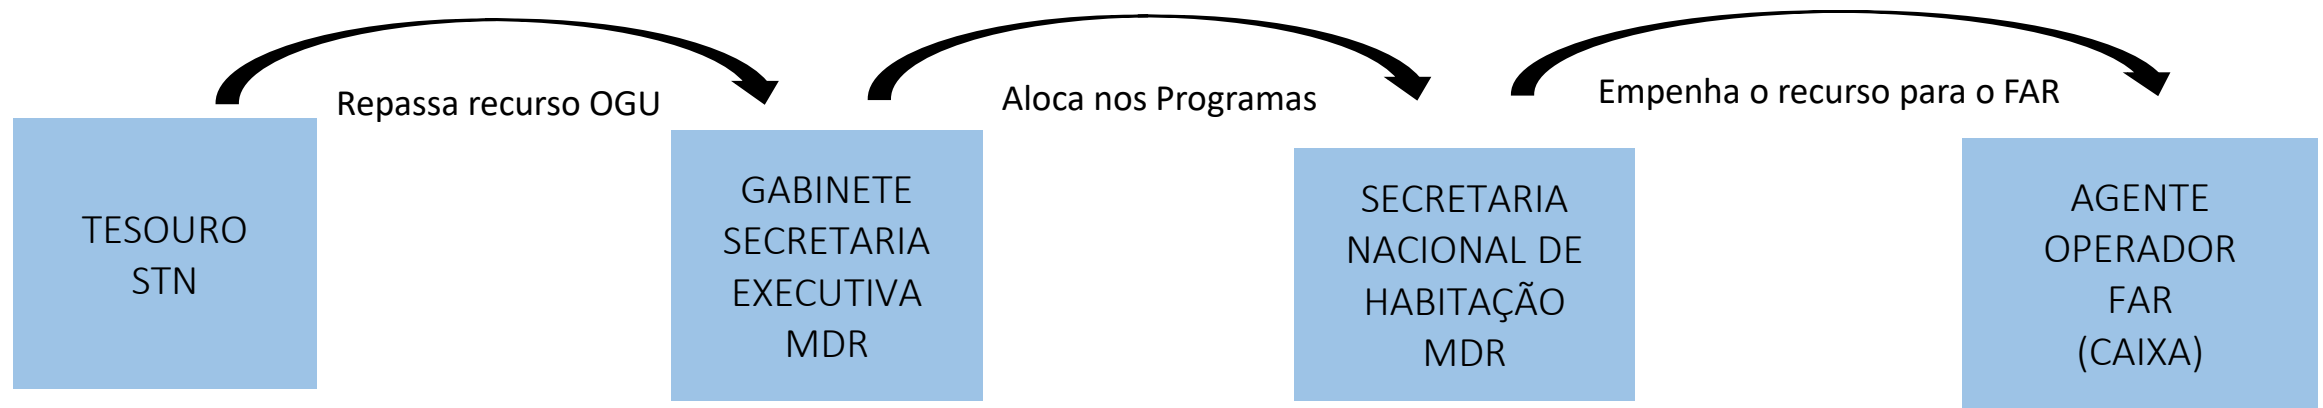 Repassa recurso OGU
Aloca nos Programas
Empenha o recurso para o FAR
TESOURO
STN
GABINETE
SECRETARIA
EXECUTIVA
MDR
SECRETARIA
NACIONAL DE
HABITAÇÃO
MDR
AGENTE
OPERADOR
FAR
(CAIXA)